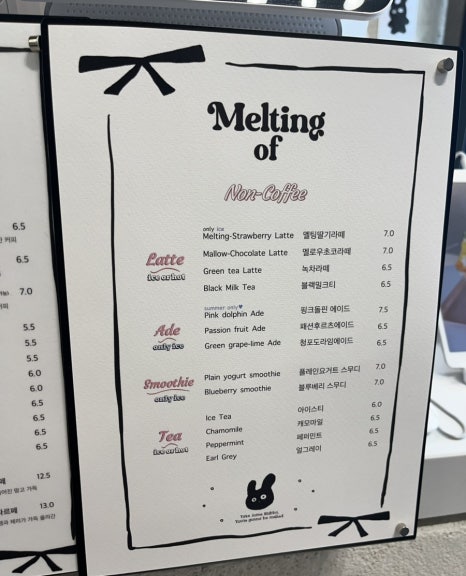 Melting
of
Non-Coffee
only ice
Melting-Strawberry Latte 멜팅딸기라떼 7.0
Mallow-Chocolate Latte 멜로우초코라떼 7.0
Latte
ice or hot
Green tea Latte 녹차라떼 6.5
Black Milk Tea 블랙밀크티 6.5
summer only♥
Pink dolphin Ade 핑크돌핀 에이드 7.5
Ade
only ice
Passion fruit Ade 패션후르츠에이드 6.5
Green grape-lime Ade 청포도라임에이드 6.5
Smoothie
only ice
Plain yogurt smoothie 플레인요거트 스무디 7.0
Blueberry smoothie 블루베리 스무디 7.0
Tea
ice or hot
Ice Tea 아이스티 6.0
Chamomile 캐모마일 6.5
Peppermint 페퍼민트 6.5
Earl Grey 얼그레이 6.5
6.5
커피
6.5
7.0
5.5
5.5
5.5
6.0
6.0
6.5
6.5
6.5
12.5
13.0